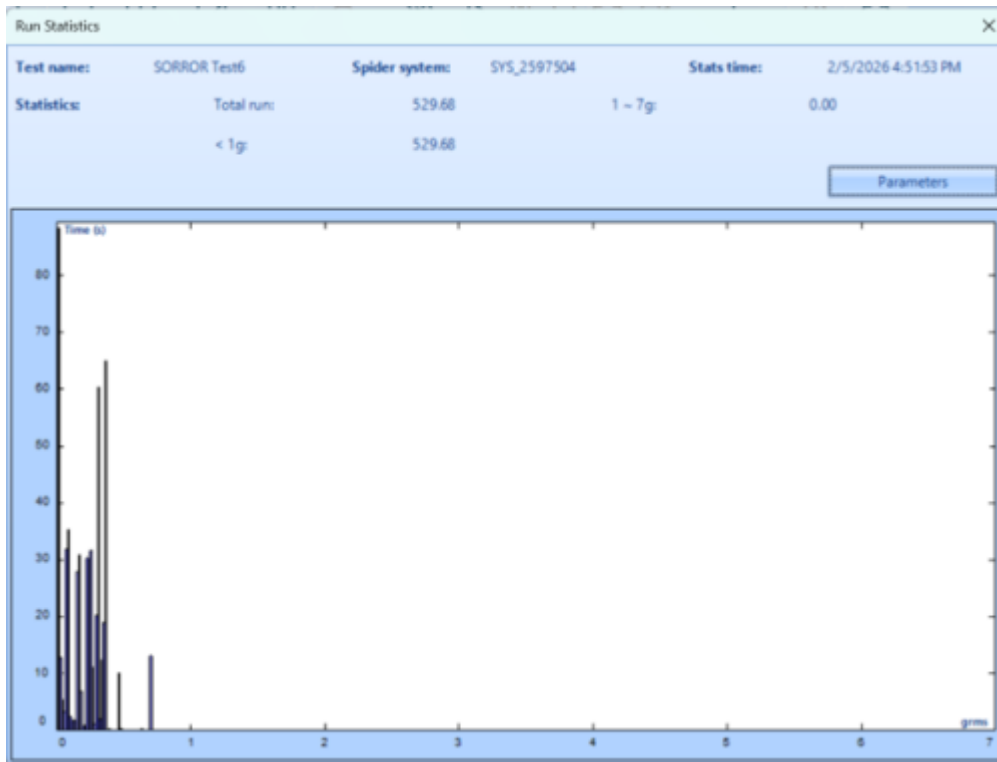 Run Statistics
Test name: SORROR Test6 Spider system: SYS_2597504 Stats time: 2/5/2026 4:51:53 PM
Statistics: Total run: 529.68 1 ~ 7g: 0.00
< 1g: 529.68
Parameters
Time (s)
80
70
60
50
40
30
20
10
0
grms
0 1 2 3 4 5 6 7